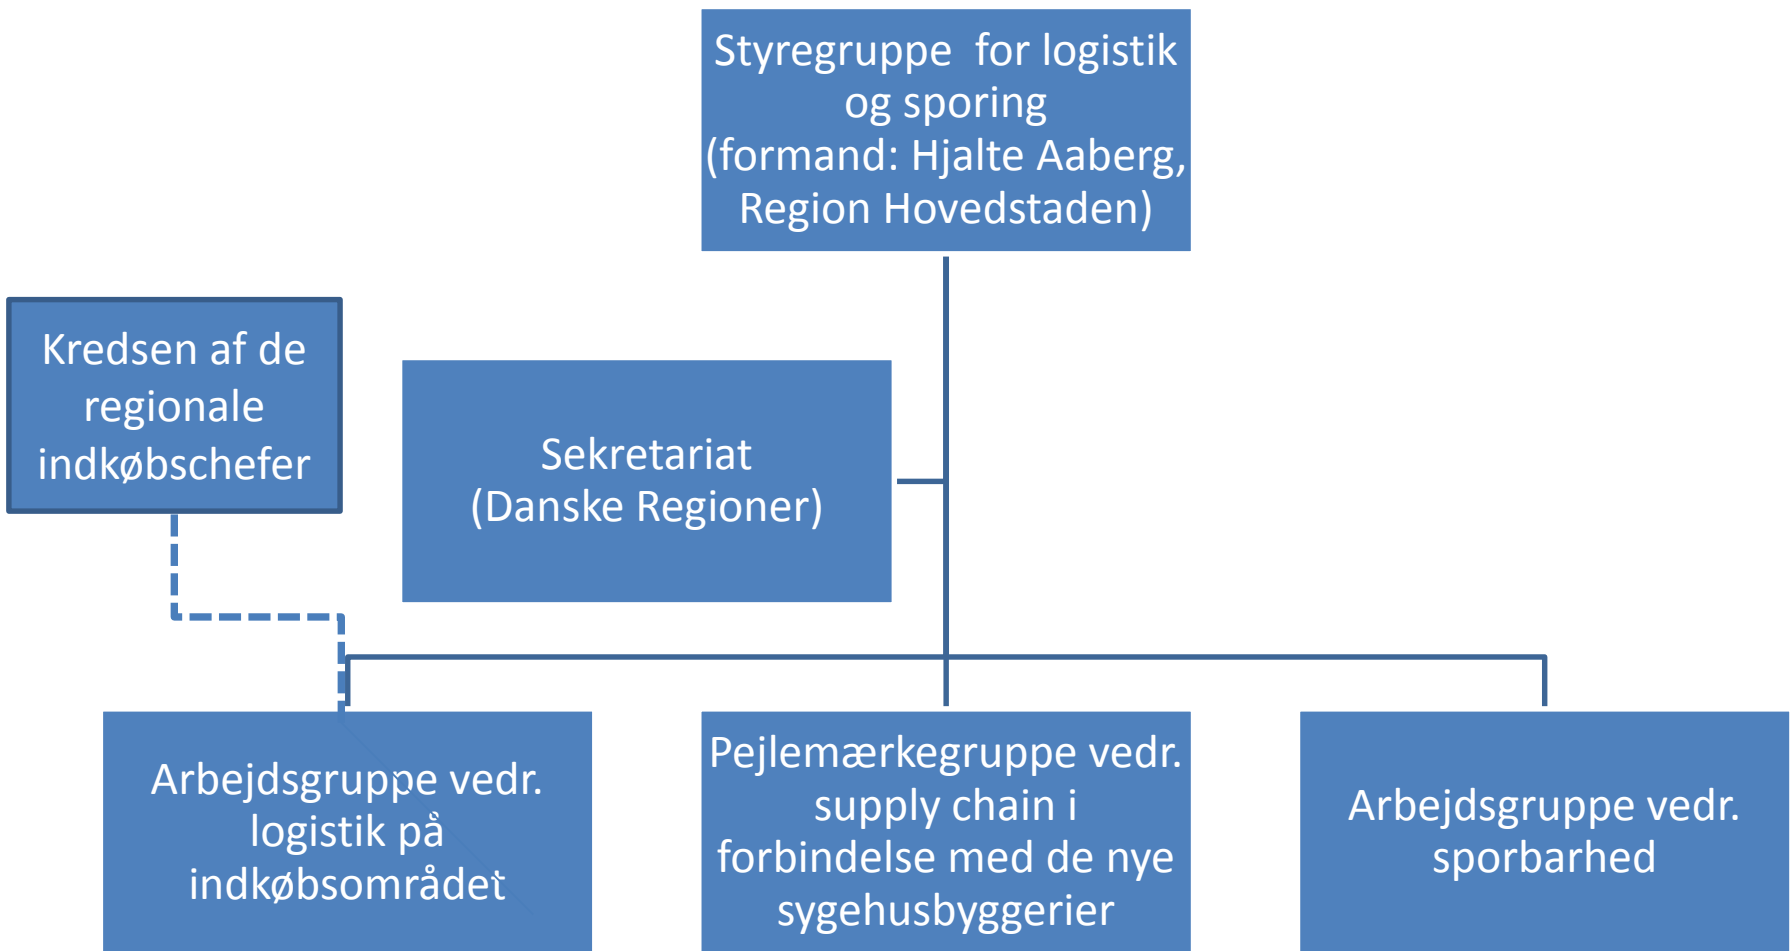 Styregruppe for logistik
og sporing
(formand: Hjalte Aaberg,
Region Hovedstaden)
Kredsen af de
regionale
indkøbschefer
Sekretariat
(Danske Regioner)
Arbejdsgruppe vedr.
logistik på
indkøbsområdet
Pejlemærkegruppe vedr.
supply chain i
forbindelse med de nye
sygehusbyggerier
Arbejdsgruppe vedr.
sporbarhed